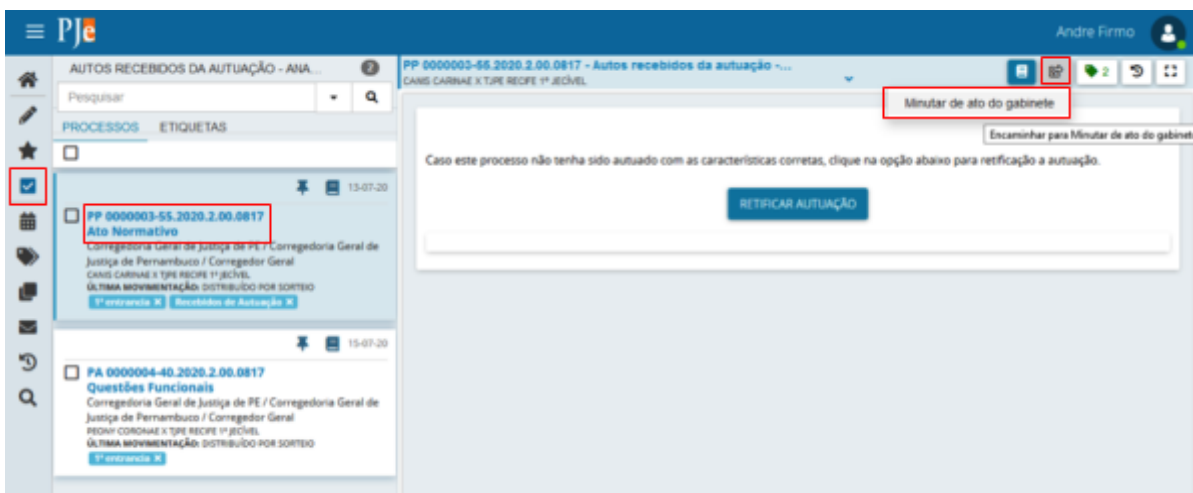 PJe
Andre Firmo
AUTOS RECEBIDOS DA AUTUAÇÃO - ANA... 2
Pesquisar
PROCESSOS ETIQUETAS
13-07-20
PP 0000003-55.2020.2.00.0817
Ato Normativo
Corregedoria Geral de Justiça de PE / Corregedoria Geral de
Justiça de Pernambuco / Corregedor Geral
CANIS CARINAE X TJPE RECIFE 1º JECÍVEL
ÚLTIMA MOVIMENTAÇÃO: DISTRIBUÍDO POR SORTEIO
1ª entrancia X Recebidos de Autuação X
15-07-20
PA 0000004-40.2020.2.00.0817
Questões Funcionais
Corregedoria Geral de Justiça de PE / Corregedoria Geral de
Justiça de Pernambuco / Corregedor Geral
PEONY CORONAE X TJPE RECIFE 1º JECÍVEL
ÚLTIMA MOVIMENTAÇÃO: DISTRIBUÍDO POR SORTEIO
1ª entrancia X
PP 0000003-55.2020.2.00.0817 - Autos recebidos da autuação -...
CANIS CARINAE X TJPE RECIFE 1º JECÍVEL
2
Minutar de ato do gabinete
Encaminhar para Minutar de ato do gabinet
Caso este processo não tenha sido autuado com as características corretas, clique na opção abaixo para retificação a autuação.
RETIFICAR AUTUAÇÃO